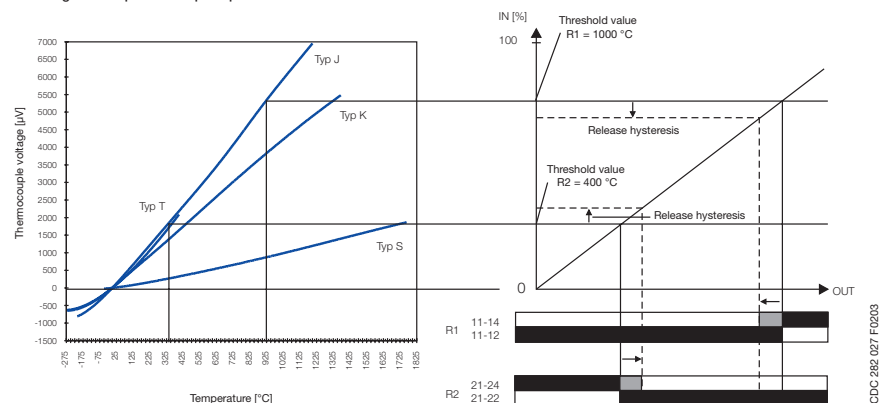 IN [%]
Threshold value
R1 = 1000 °C
100
7000
6500
6000
5500
5000
4500
4000
3500
3000
2500
2000
1500
1000
500
0
-500
-1000
-1500
Thermocouple voltage [µV]
Typ J
Typ K
Typ T
Typ S
-275
-175
-75
25
125
225
325
425
525
625
725
825
925
1025
1125
1225
1325
1425
1525
1625
1725
1825
Temperature [°C]
Release hysteresis
Threshold value
R2 = 400 °C
Release hysteresis
0
OUT
R1
11-14
11-12
R2
21-24
21-22
CDC 282 027 F0203